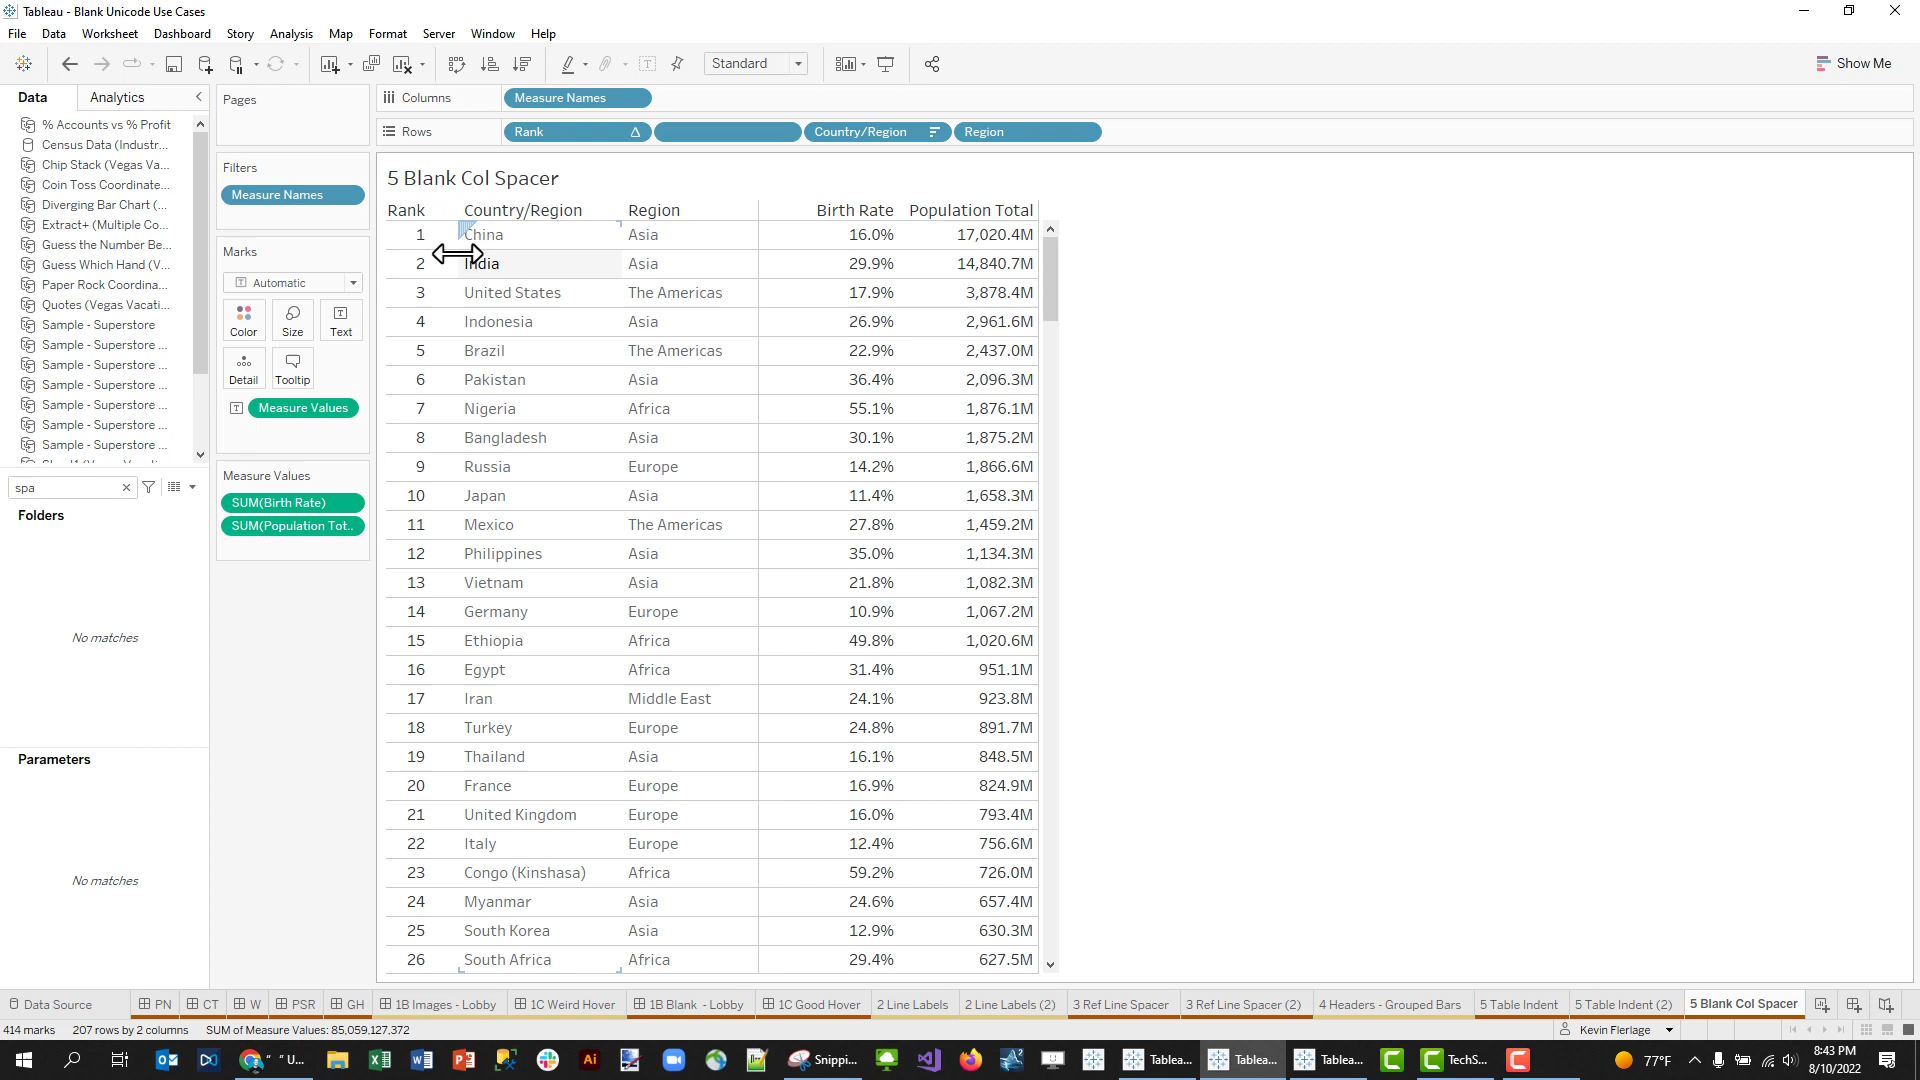 Tableau - Blank Unicode Use Cases
File Data Worksheet Dashboard Story Analysis Map Format Server Window Help
Standard
Show Me
Data Analytics
% Accounts vs % Profit
Census Data (Industr...
Chip Stack (Vegas Va...
Coin Toss Coordinate...
Diverging Bar Chart (...
Extract+ (Multiple Co...
Guess the Number Be...
Guess Which Hand (V...
Paper Rock Coordina...
Quotes (Vegas Vacati...
Sample - Superstore
Sample - Superstore ...
Sample - Superstore ...
Sample - Superstore ...
Sample - Superstore ...
Sample - Superstore ...
Sample - Superstore ...
spa
Folders
No matches
Parameters
No matches
Pages
Filters
Measure Names
Marks
Automatic
Color Size Text
Detail Tooltip
Measure Values
Measure Values
SUM(Birth Rate)
SUM(Population Tot..
Columns Measure Names
Rows Rank Country/Region Region
5 Blank Col Spacer
Rank Country/Region Region Birth Rate Population Total
1 China Asia 16.0% 17,020.4M
2 India Asia 29.9% 14,840.7M
3 United States The Americas 17.9% 3,878.4M
4 Indonesia Asia 26.9% 2,961.6M
5 Brazil The Americas 22.9% 2,437.0M
6 Pakistan Asia 36.4% 2,096.3M
7 Nigeria Africa 55.1% 1,876.1M
8 Bangladesh Asia 30.1% 1,875.2M
9 Russia Europe 14.2% 1,866.6M
10 Japan Asia 11.4% 1,658.3M
11 Mexico The Americas 27.8% 1,459.2M
12 Philippines Asia 35.0% 1,134.3M
13 Vietnam Asia 21.8% 1,082.3M
14 Germany Europe 10.9% 1,067.2M
15 Ethiopia Africa 49.8% 1,020.6M
16 Egypt Africa 31.4% 951.1M
17 Iran Middle East 24.1% 923.8M
18 Turkey Europe 24.8% 891.7M
19 Thailand Asia 16.1% 848.5M
20 France Europe 16.9% 824.9M
21 United Kingdom Europe 16.0% 793.4M
22 Italy Europe 12.4% 756.6M
23 Congo (Kinshasa) Africa 59.2% 726.0M
24 Myanmar Asia 24.6% 657.4M
25 South Korea Asia 12.9% 630.3M
26 South Africa Africa 29.4% 627.5M
Data Source PN CT W PSR GH 1B Images - Lobby 1C Weird Hover 1B Blank - Lobby 1C Good Hover 2 Line Labels 2 Line Labels (2) 3 Ref Line Spacer 3 Ref Line Spacer (2) 4 Headers - Grouped Bars 5 Table Indent 5 Table Indent (2) 5 Blank Col Spacer
414 marks 207 rows by 2 columns SUM of Measure Values: 85,059,127,372 Kevin Flerlage
" " U... Snippi... Tablea... Tablea... Tablea... TechS... 77°F 8:43 PM
8/10/2022